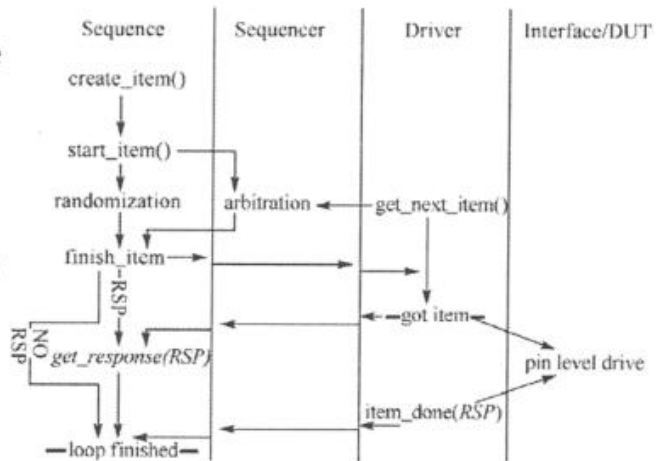 Sequence Sequencer Driver Interface/DUT
create_item()
start_item()
randomization arbitration get_next_item()
finish_item
RSP
got item
NO
RSP
get_response(RSP)
pin level drive
item_done(RSP)
loop finished